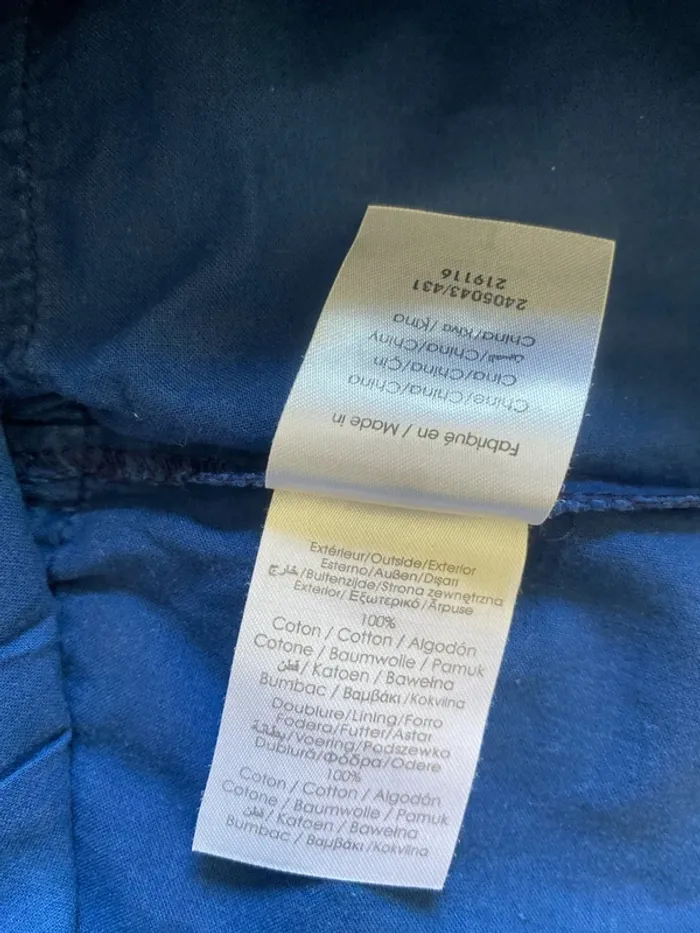 Fabriqué en / Made in
Chine/China/China
Cina/China/Çin
الصين/China/Chiny
China/Κίνα/Ķīna
2405043/431
219116
Extérieur/Outside/Exterior
Esterno/Außen/Dışarı
خارج/Buitenzijde/Strona zewnętrzna
Exterior/Εξωτερικό/Ārpuse
100%
Coton / Cotton / Algodón
Cotone / Baumwolle / Pamuk
قطن / Katoen / Bawełna
Bumbac / Βαμβάκι /Kokvilna
Doublure/Lining/Forro
Fodera/Futter/Astar
بطانة/Voering/Podszewka
Dublură/Φόδρα/Odere
100%
Coton / Cotton / Algodón
Cotone / Baumwolle / Pamuk
قطن / Katoen / Bawełna
Bumbac / Βαμβάκι /Kokvilna